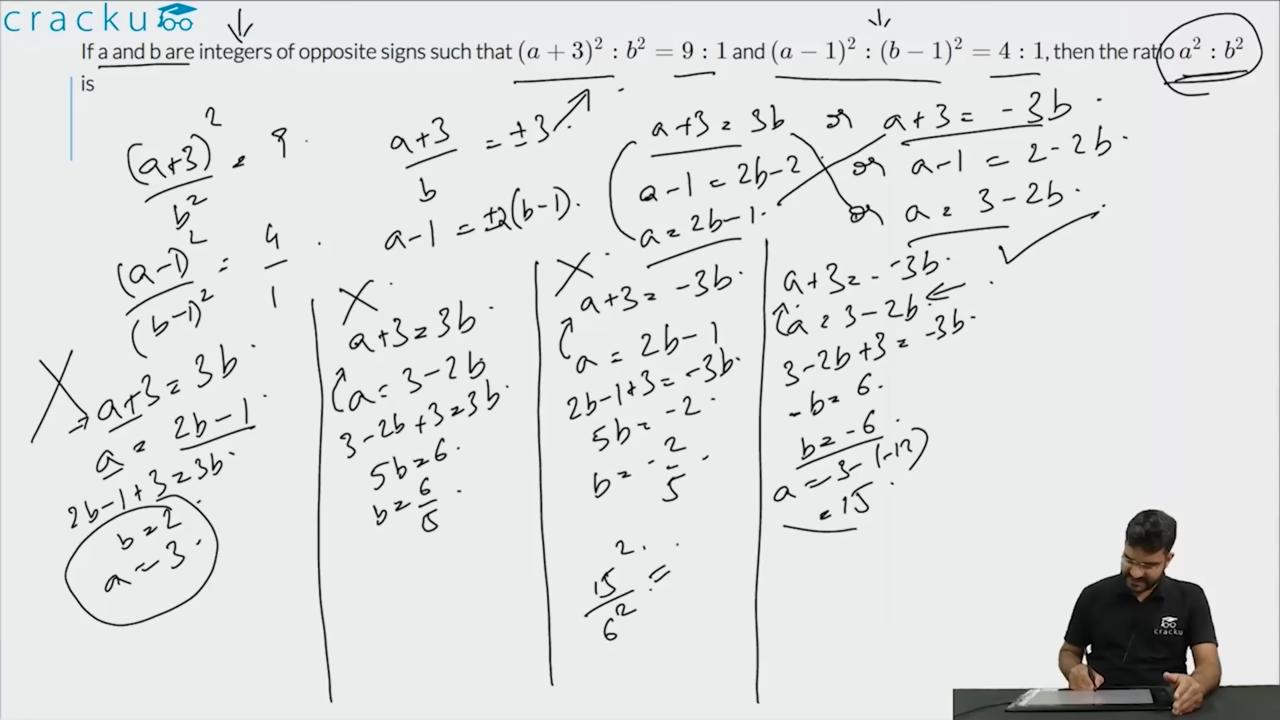 cracku
If a and b are integers of opposite signs such that (a + 3)² : b² = 9 : 1 and (a − 1)² : (b − 1)² = 4 : 1, then the ratio a² : b²
is
(a+3)²/b² = 9
(a-1)²/(b-1)² = 4/1
a+3/b = ±3
a-1 = ±2(b-1)
a+3 = 3b or a+3 = -3b
a-1 = 2b-2 or a-1 = 2-2b
a = 2b-1 or a = 3-2b
a+3 = 3b
a = 2b-1
2b-1+3 = 3b
b = 2
a = 3
a+3 = 3b
a = 3-2b
3-2b+3 = 3b
5b = 6
b = 6/5
a+3 = -3b
a = 2b-1
2b-1+3 = -3b
5b = -2
b = -2/5
15²/6² =
a+3 = -3b
a = 3-2b
3-2b+3 = -3b
-b = 6
b = -6
a = 3-(-12)
= 15
cracku